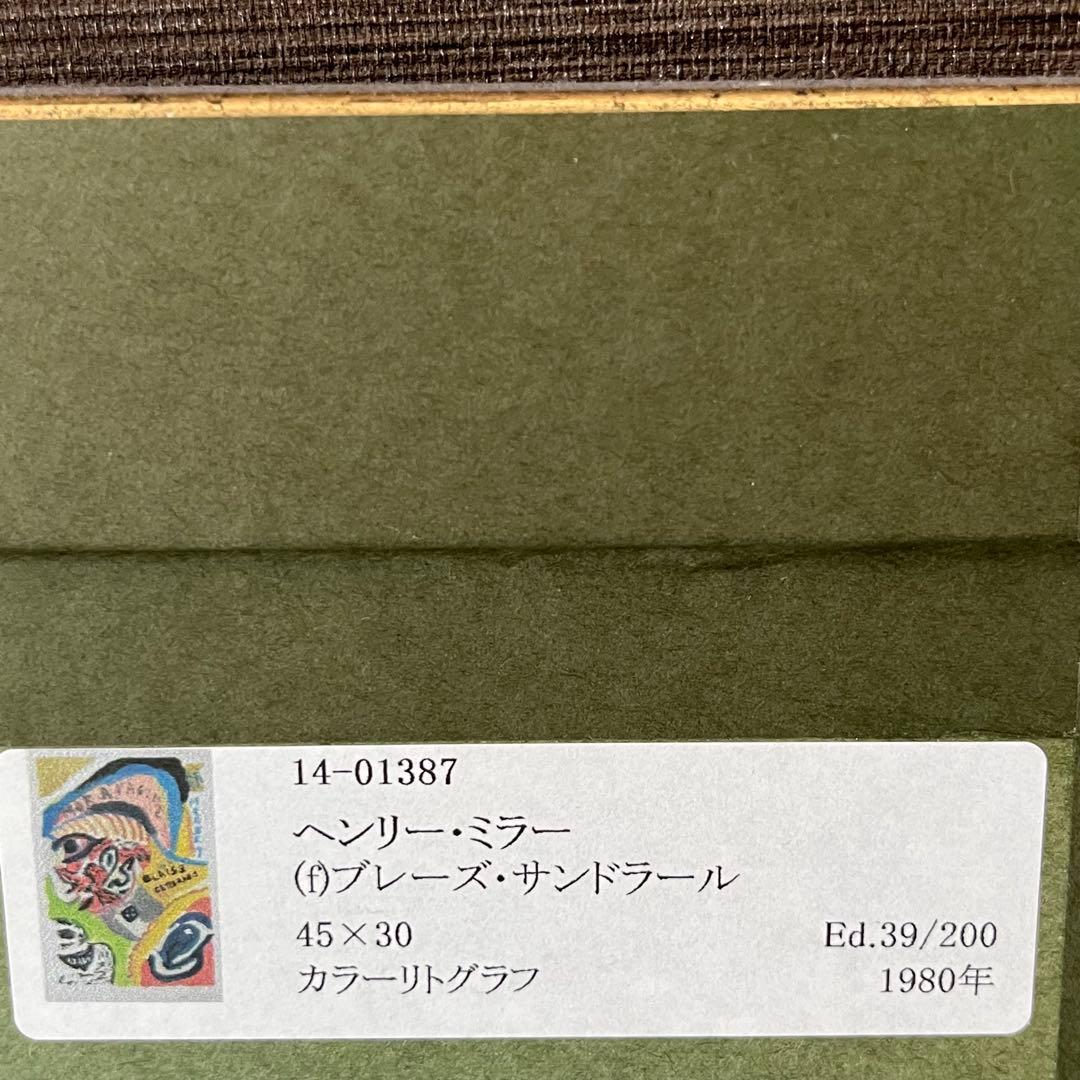 14-01387
ヘンリー・ミラー
(f)ブレーズ・サンドラール
45×30 Ed.39/200
カラーリトグラフ 1980年
BLAISE